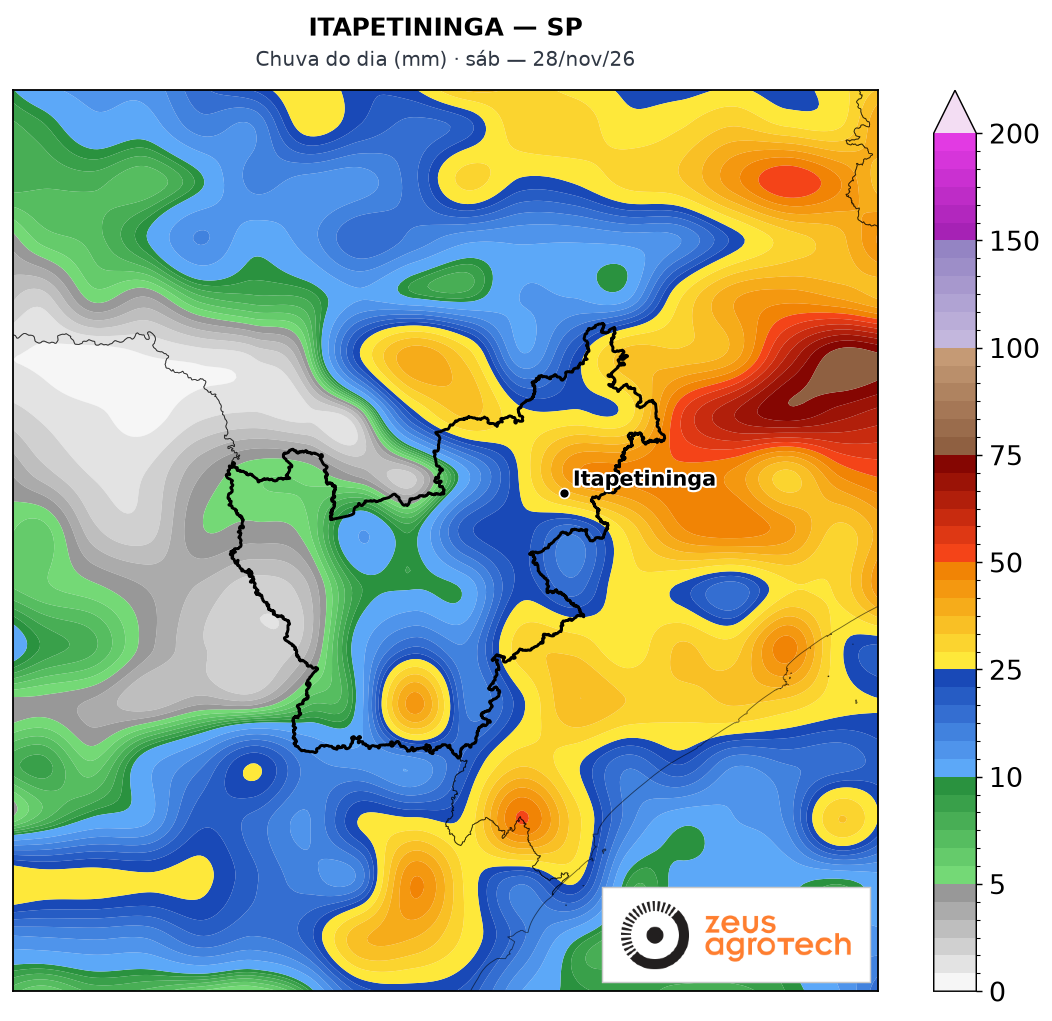 ITAPETININGA — SP
Chuva do dia (mm) · sáb — 28/nov/26
200
150
100
75
50
25
10
5
0
Itapetininga
zeus
agrotech